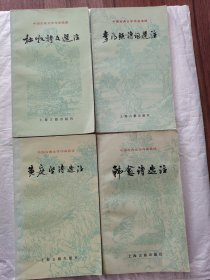 中国古典文学作品选读
杜牧诗文选注
上海古籍出版社
中国古典文学作品选读
李清照诗词选注
上海古籍出版社
中国古典文学作品选读
黄庭坚诗选注
上海古籍出版社
中国古典文学作品选读
韩愈诗选注
上海古籍出版社